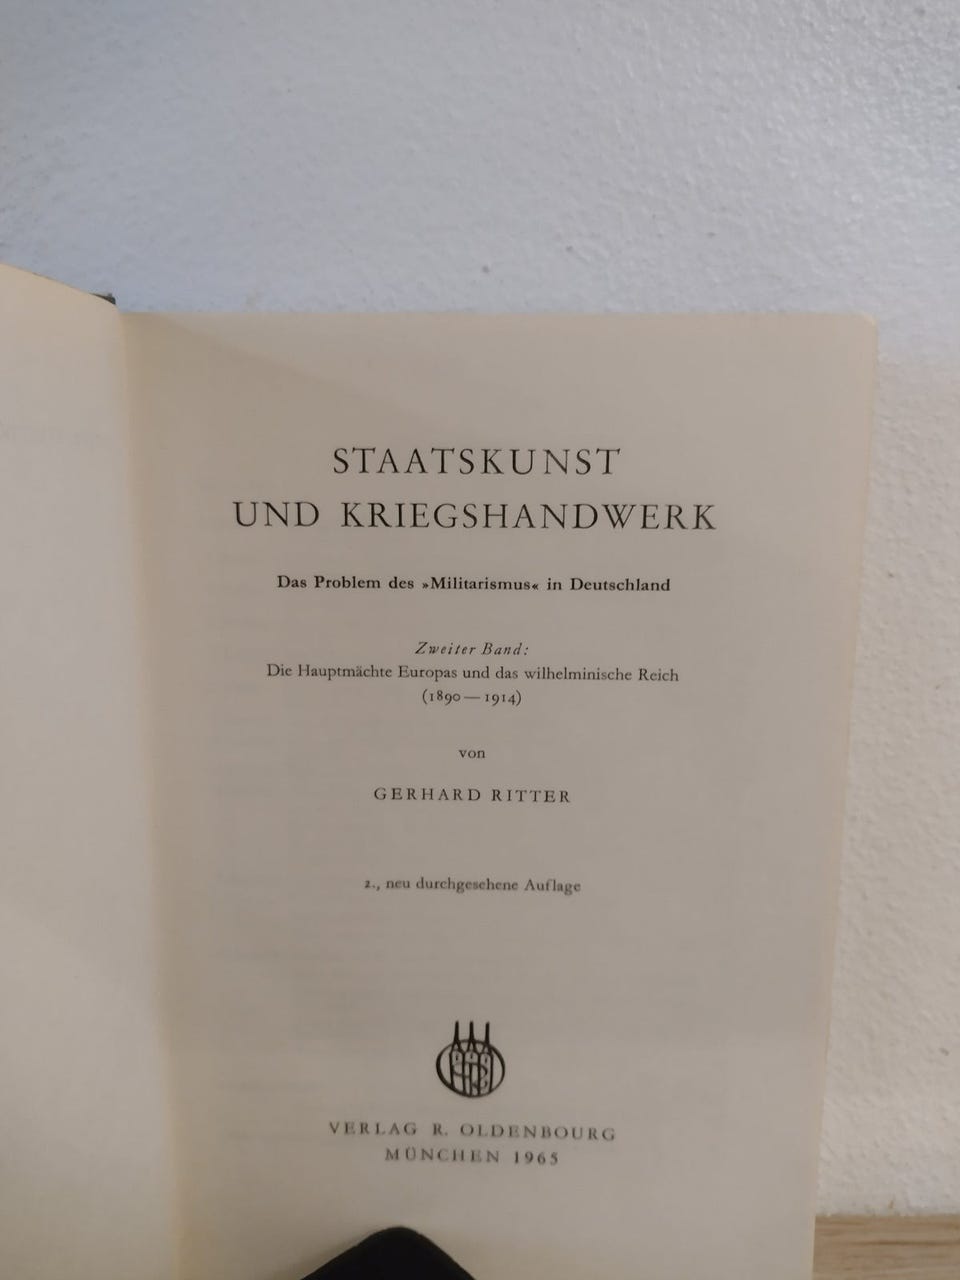 STAATSKUNST
UND KRIEGSHANDWERK
Das Problem des »Militarismus« in Deutschland
Zweiter Band:
Die Hauptmächte Europas und das wilhelminische Reich
(1890—1914)
von
GERHARD RITTER
2., neu durchgesehene Auflage
VERLAG R. OLDENBOURG
MÜNCHEN 1965